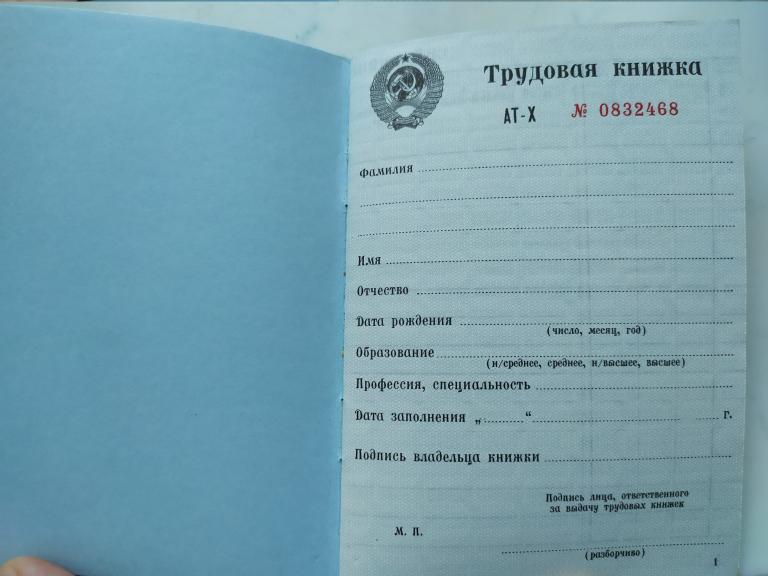 Трудовая книжка
АТ-Х № 0832468
Фамилия
Имя
Отчество
Дата рождения
(число, месяц, год)
Образование
(н/среднее, среднее, н/высшее, высшее)
Профессия, специальность
Дата заполнения „ “ г.
Подпись владельца книжки
Подпись лица, ответственного
за выдачу трудовых книжек
М. П.
(разборчиво)
1